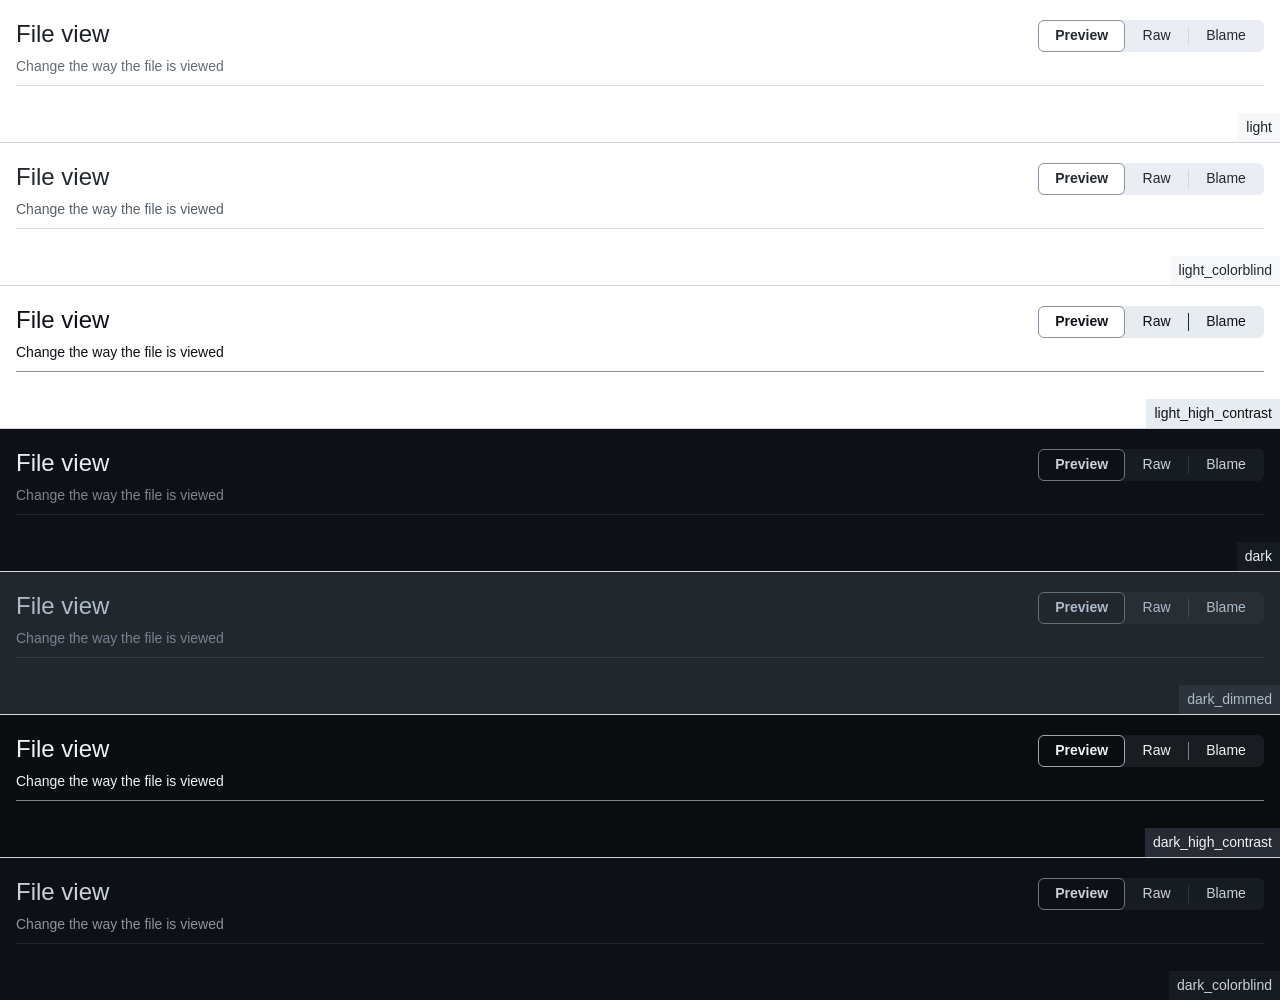 File view Preview Raw Blame
Change the way the file is viewed
light
File view Preview Raw Blame
Change the way the file is viewed
light_colorblind
File view Preview Raw Blame
Change the way the file is viewed
light_high_contrast
File view Preview Raw Blame
Change the way the file is viewed
dark
File view Preview Raw Blame
Change the way the file is viewed
dark_dimmed
File view Preview Raw Blame
Change the way the file is viewed
dark_high_contrast
File view Preview Raw Blame
Change the way the file is viewed
dark_colorblind